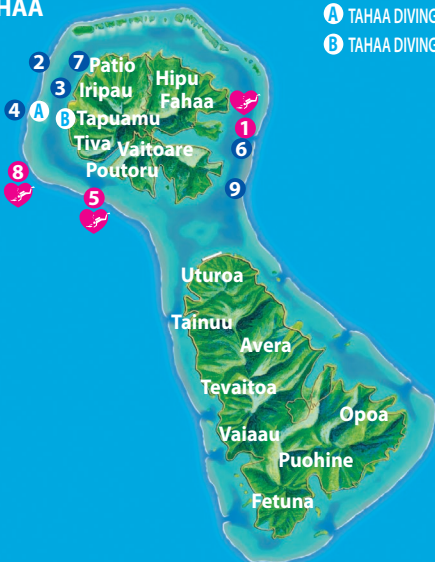 HAA
A TAHAA DIVING
B TAHAA DIVING
2
7 Patio
Hipu
3
Iripau
Fahaa
4 A
B Tapuamu
1
Tiva Vaitoare
6
Poutoru
8
5
9
Uturoa
Tainuu
Avera
Tevaitoa
Opoa
Vaiaau
Puohine
Fetuna